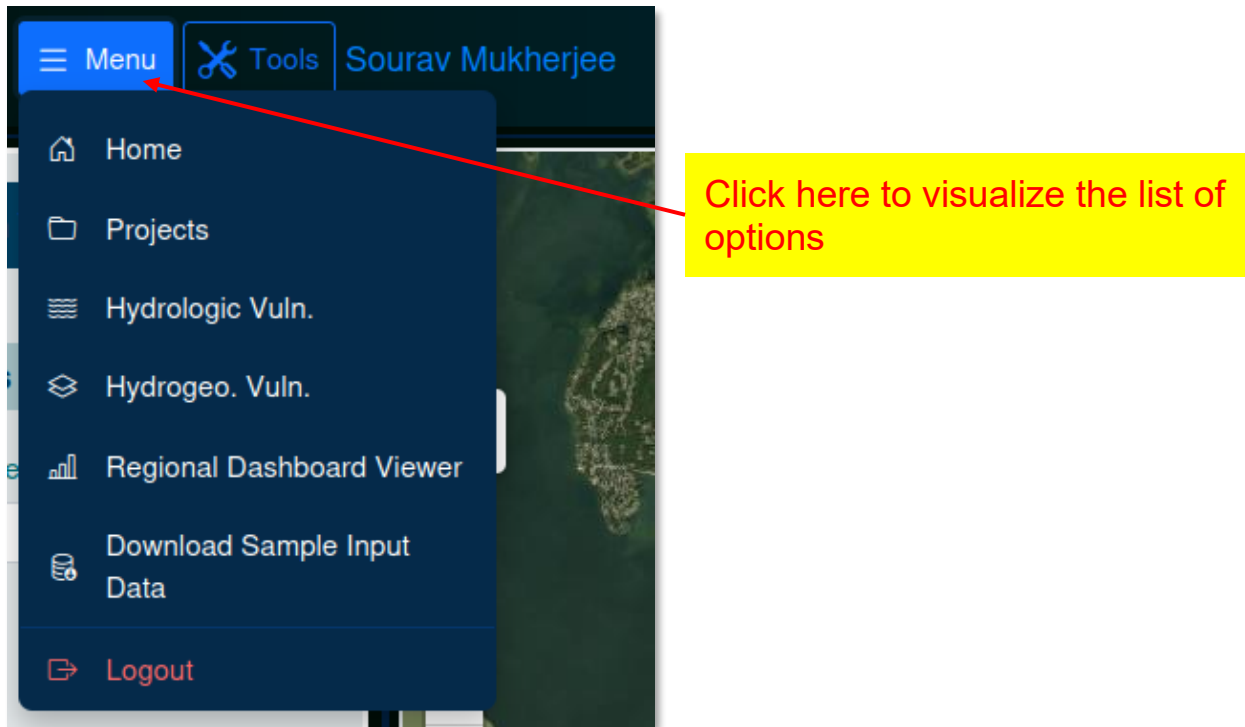 Menu
Tools
Sourav Mukherjee
Home
Projects
Hydrologic Vuln.
Hydrogeo. Vuln.
Regional Dashboard Viewer
Download Sample Input
Data
Logout
Click here to visualize the list of
options